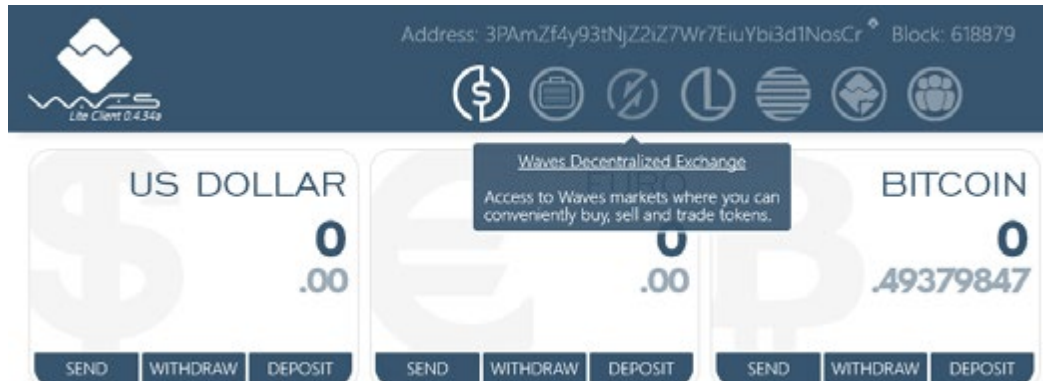 Address: 3PAmZf4y93tNjZ2iZ7Wr7EiuYbi3d1NosCr Block: 618879
WAVES
Lite Client 0.4.34a
Waves Decentralized Exchange
Access to Waves markets where you can
conveniently buy, sell and trade tokens.
US DOLLAR
0
.00
SEND WITHDRAW DEPOSIT
EURO
0
.00
SEND WITHDRAW DEPOSIT
BITCOIN
0
.49379847
SEND WITHDRAW DEPOSIT